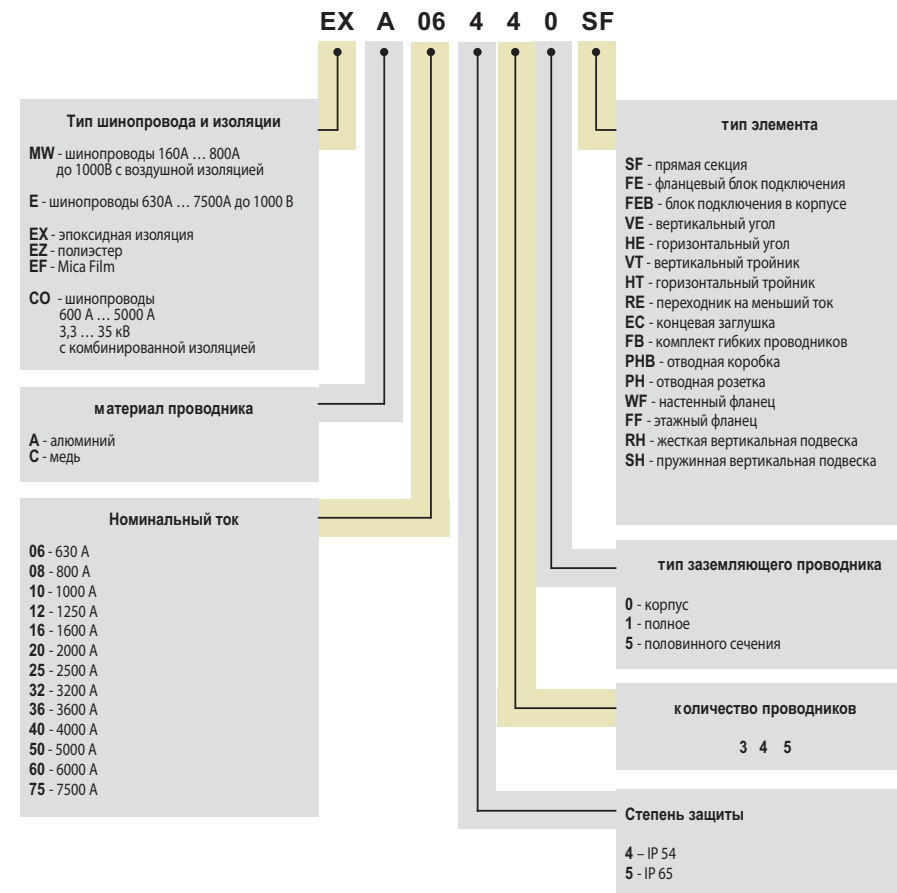 EX A 06 4 4 0 SF
Тип шинопровода и изоляции
MW - шинопроводы 160А … 800А
до 1000В с воздушной изоляцией
E - шинопроводы 630А … 7500А до 1000 В
EX - эпоксидная изоляция
EZ - полиэстер
EF - Mica Film
CO - шинопроводы
600 А … 5000 А
3,3 … 35 кВ
с комбинированной изоляцией
материал проводника
A - алюминий
C - медь
Номинальный ток
06 - 630 А
08 - 800 А
10 - 1000 А
12 - 1250 А
16 - 1600 А
20 - 2000 А
25 - 2500 А
32 - 3200 А
36 - 3600 А
40 - 4000 А
50 - 5000 А
60 - 6000 А
75 - 7500 А
тип элемента
SF - прямая секция
FE - фланцевый блок подключения
FEB - блок подключения в корпусе
VE - вертикальный угол
HE - горизонтальный угол
VT - вертикальный тройник
HT - горизонтальный тройник
RE - переходник на меньший ток
EC - концевая заглушка
FB - комплект гибких проводников
PHB - отводная коробка
PH - отводная розетка
WF - настенный фланец
FF - этажный фланец
RH - жесткая вертикальная подвеска
SH - пружинная вертикальная подвеска
тип заземляющего проводника
0 - корпус
1 - полное
5 - половинного сечения
количество проводников
3 4 5
Степень защиты
4 – IP 54
5 - IP 65